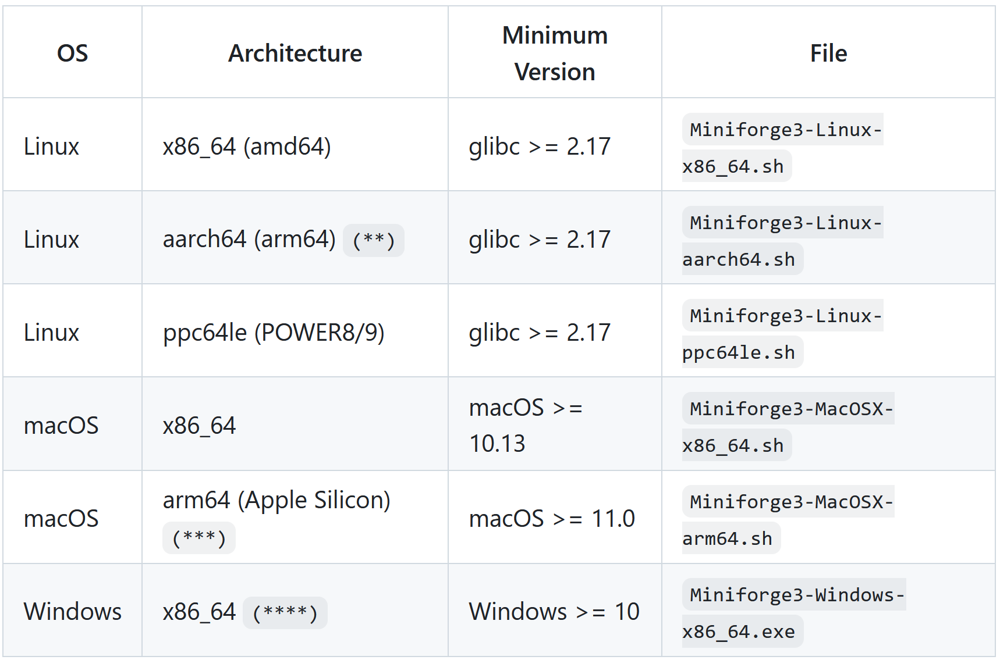 OS
Architecture
Minimum
Version
File
Linux
x86_64 (amd64)
glibc >= 2.17
Miniforge3-Linux-
x86_64.sh
Linux
aarch64 (arm64) (**)
glibc >= 2.17
Miniforge3-Linux-
aarch64.sh
Linux
ppc64le (POWER8/9)
glibc >= 2.17
Miniforge3-Linux-
ppc64le.sh
macOS
x86_64
macOS >=
10.13
Miniforge3-MacOSX-
x86_64.sh
macOS
arm64 (Apple Silicon)
(***)
macOS >= 11.0
Miniforge3-MacOSX-
arm64.sh
Windows
x86_64 (****)
Windows >= 10
Miniforge3-Windows-
x86_64.exe